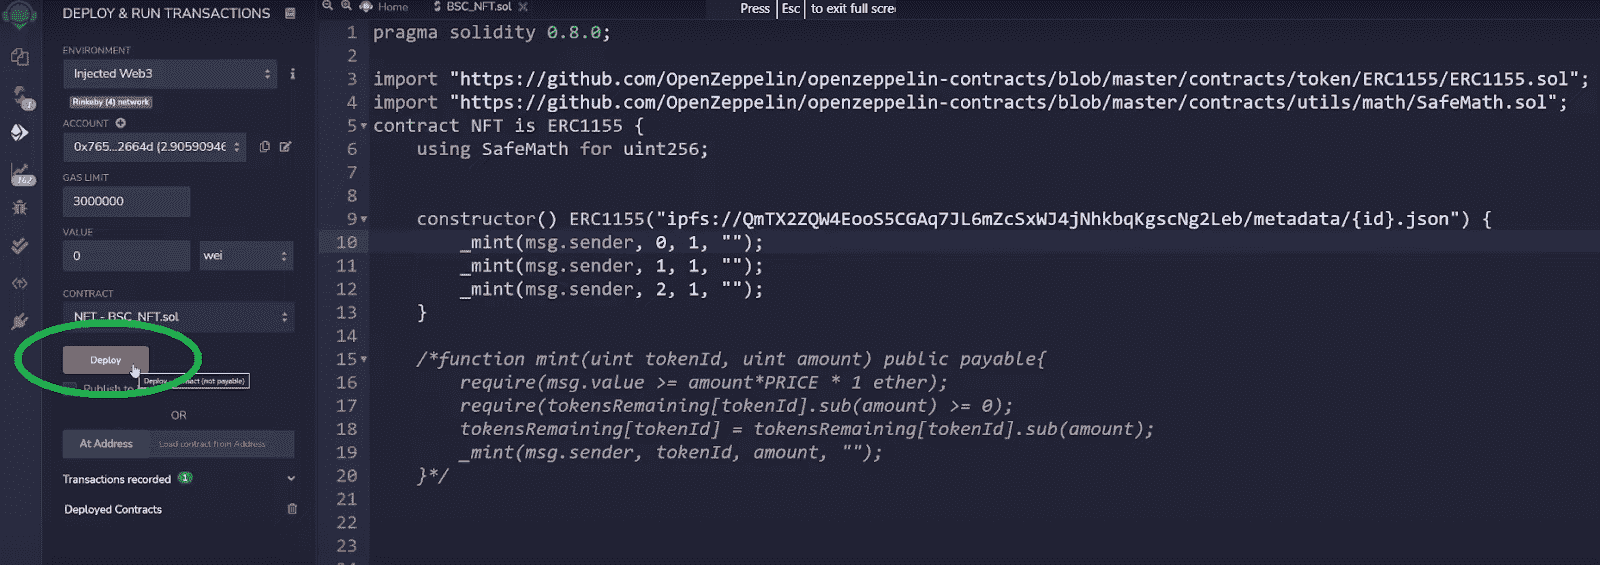 DEPLOY & RUN TRANSACTIONS
ENVIRONMENT
Injected Web3
Rinkeby (4) network
ACCOUNT
0x765...2664d (2.90590946
GAS LIMIT
3000000
VALUE
0 wei
CONTRACT
NFT - BSC_NFT.sol
Deploy
Publish to
OR
At Address Load contract from Address
Transactions recorded 1
Deployed Contracts
Home BSC_NFT.sol
Press Esc to exit full scre
1 pragma solidity 0.8.0;
2
3 import "https://github.com/OpenZeppelin/openzeppelin-contracts/blob/master/contracts/token/ERC1155/ERC1155.sol";
4 import "https://github.com/OpenZeppelin/openzeppelin-contracts/blob/master/contracts/utils/math/SafeMath.sol";
5 contract NFT is ERC1155 {
6 using SafeMath for uint256;
7
8
9 constructor() ERC1155("ipfs://QmTX2ZQW4EooS5CGAq7JL6mZcSxWJ4jNhkbqKgscNg2Leb/metadata/{id}.json") {
10 _mint(msg.sender, 0, 1, "");
11 _mint(msg.sender, 1, 1, "");
12 _mint(msg.sender, 2, 1, "");
13 }
14
15 /*function mint(uint tokenId, uint amount) public payable{
16 require(msg.value >= amount*PRICE * 1 ether);
17 require(tokensRemaining[tokenId].sub(amount) >= 0);
18 tokensRemaining[tokenId] = tokensRemaining[tokenId].sub(amount);
19 _mint(msg.sender, tokenId, amount, "");
20 }*/
21
22
23